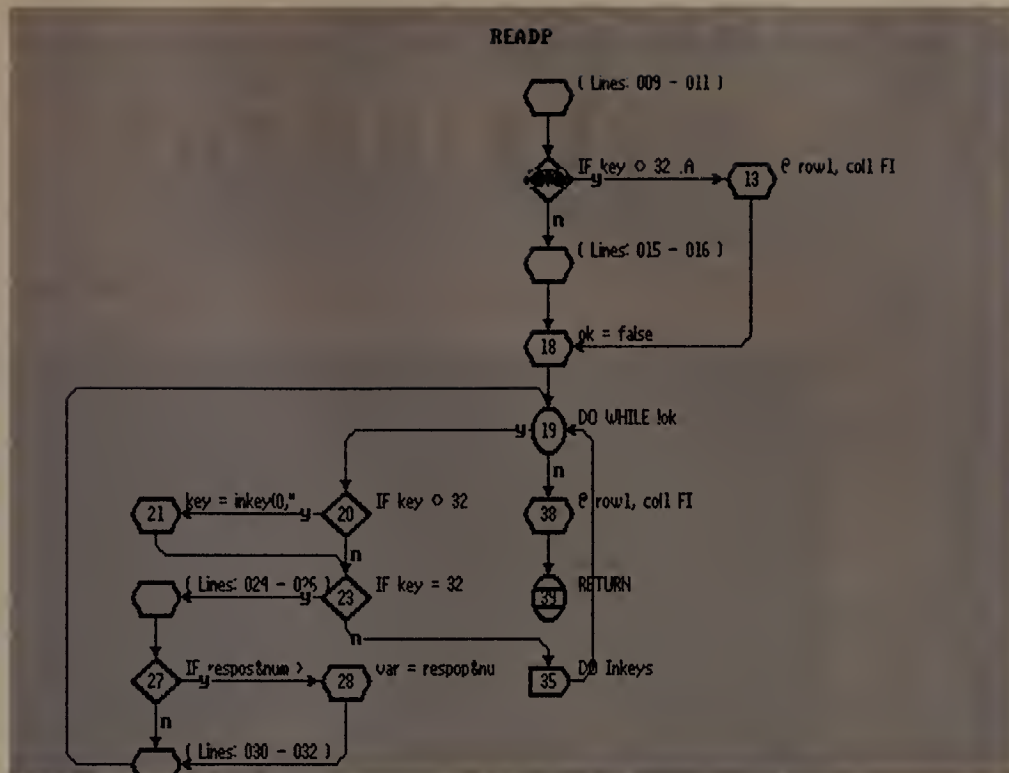 READP
( Lines: 009 - 011 )
IF key <> 32 .A
y
13
@ row1, col1 FI
n
( Lines: 015 - 016 )
18
ok = false
19
DO WHILE !ok
y
n
21
key = inkey(0,"
y
20
IF key <> 32
38
@ row1, col1 FI
n
( Lines: 024 - 026 )
y
23
IF key = 32
39
RETURN
n
27
IF respos&num >
y
28
var = respop&nu
35
DO Inkeys
n
( Lines: 030 - 032 )